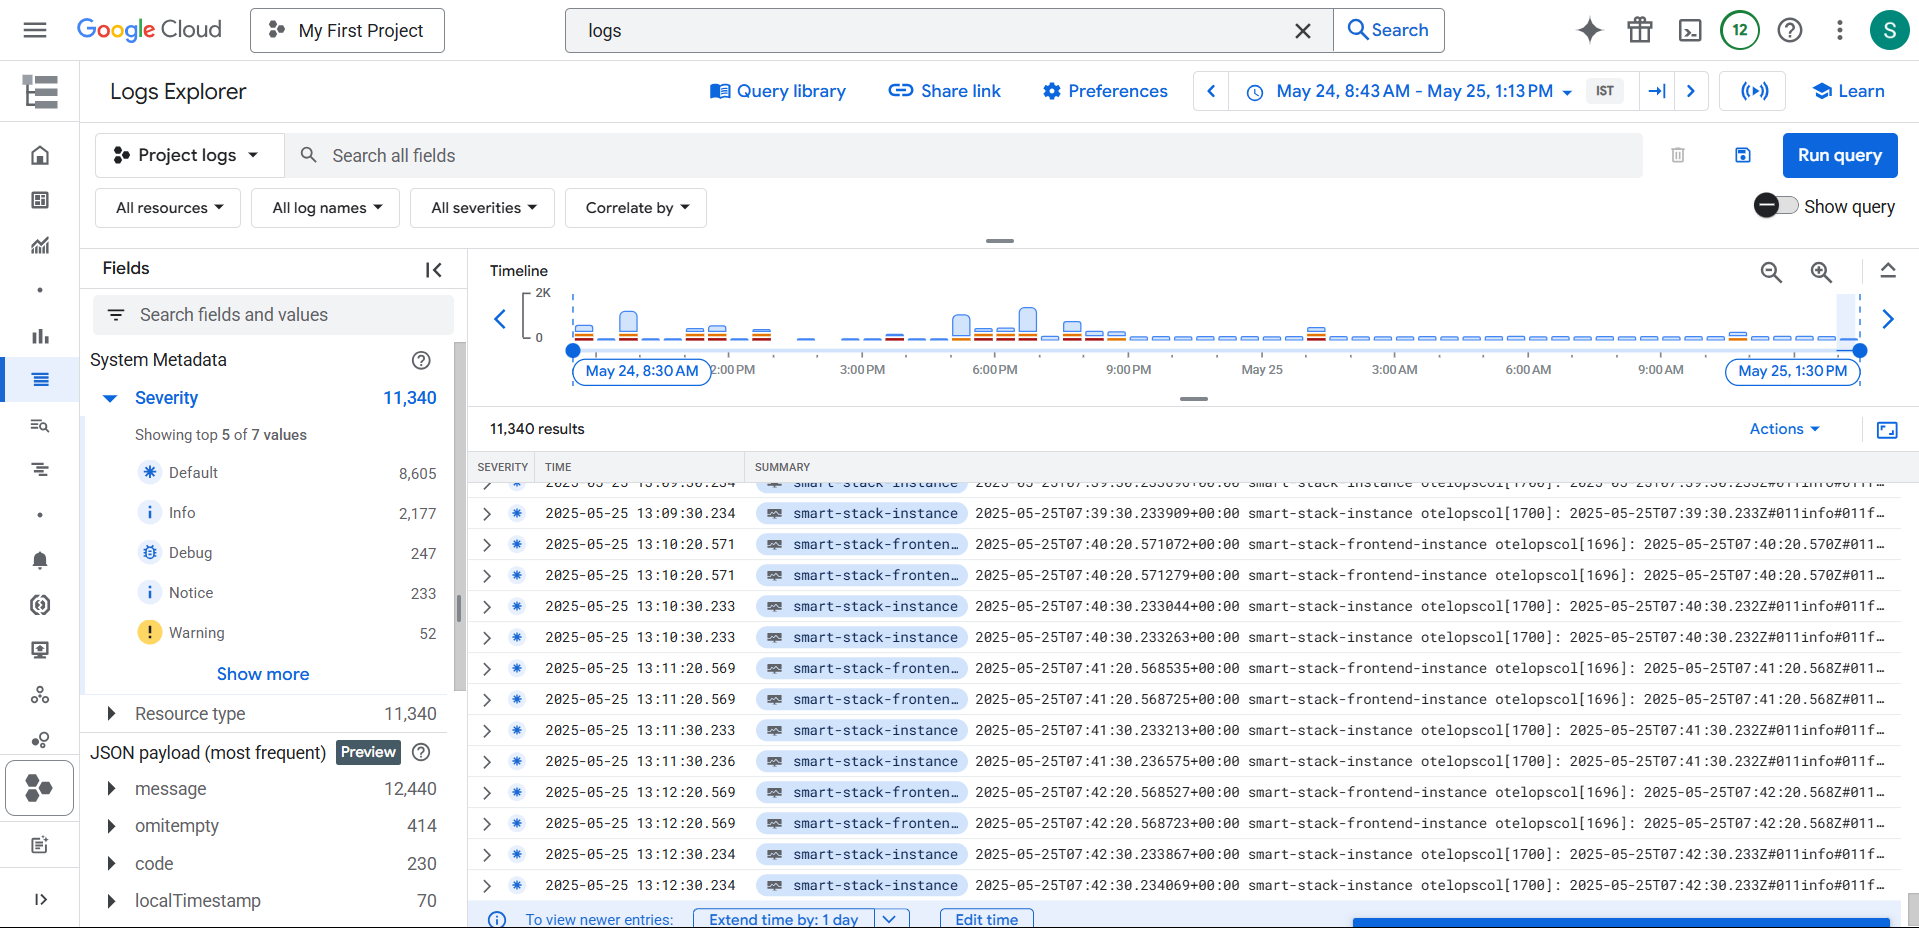 Google Cloud
My First Project
logs
Search
12
S
Logs Explorer
Query library
Share link
Preferences
May 24, 8:43 AM - May 25, 1:13 PM
IST
Learn
Project logs
Search all fields
Run query
All resources
All log names
All severities
Correlate by
Show query
Fields
Search fields and values
System Metadata
Severity 11,340
Showing top 5 of 7 values
Default 8,605
Info 2,177
Debug 247
Notice 233
Warning 52
Show more
Resource type 11,340
JSON payload (most frequent) Preview
message 12,440
omitempty 414
code 230
localTimestamp 70
Timeline
2K
0
May 24, 8:30 AM
2:00 PM
3:00 PM
6:00 PM
9:00 PM
May 25
3:00 AM
6:00 AM
9:00 AM
May 25, 1:30 PM
11,340 results
Actions
SEVERITY TIME SUMMARY
2025-05-25 13:09:30.234 smart-stack-instance 2025-05-25T07:39:30.233909+00:00 smart-stack-instance otelopscol[1700]: 2025-05-25T07:39:30.233Z#011info#011f…
2025-05-25 13:10:20.571 smart-stack-fronten… 2025-05-25T07:40:20.571072+00:00 smart-stack-frontend-instance otelopscol[1696]: 2025-05-25T07:40:20.570Z#011…
2025-05-25 13:10:20.571 smart-stack-fronten… 2025-05-25T07:40:20.571279+00:00 smart-stack-frontend-instance otelopscol[1696]: 2025-05-25T07:40:20.570Z#011…
2025-05-25 13:10:30.233 smart-stack-instance 2025-05-25T07:40:30.233044+00:00 smart-stack-instance otelopscol[1700]: 2025-05-25T07:40:30.232Z#011info#011f…
2025-05-25 13:10:30.233 smart-stack-instance 2025-05-25T07:40:30.233263+00:00 smart-stack-instance otelopscol[1700]: 2025-05-25T07:40:30.232Z#011info#011f…
2025-05-25 13:11:20.569 smart-stack-fronten… 2025-05-25T07:41:20.568535+00:00 smart-stack-frontend-instance otelopscol[1696]: 2025-05-25T07:41:20.568Z#011…
2025-05-25 13:11:20.569 smart-stack-fronten… 2025-05-25T07:41:20.568725+00:00 smart-stack-frontend-instance otelopscol[1696]: 2025-05-25T07:41:20.568Z#011…
2025-05-25 13:11:30.233 smart-stack-instance 2025-05-25T07:41:30.233213+00:00 smart-stack-instance otelopscol[1700]: 2025-05-25T07:41:30.232Z#011info#011f…
2025-05-25 13:11:30.236 smart-stack-instance 2025-05-25T07:41:30.236575+00:00 smart-stack-instance otelopscol[1700]: 2025-05-25T07:41:30.232Z#011info#011f…
2025-05-25 13:12:20.569 smart-stack-fronten… 2025-05-25T07:42:20.568527+00:00 smart-stack-frontend-instance otelopscol[1696]: 2025-05-25T07:42:20.568Z#011…
2025-05-25 13:12:20.569 smart-stack-fronten… 2025-05-25T07:42:20.568723+00:00 smart-stack-frontend-instance otelopscol[1696]: 2025-05-25T07:42:20.568Z#011…
2025-05-25 13:12:30.234 smart-stack-instance 2025-05-25T07:42:30.233867+00:00 smart-stack-instance otelopscol[1700]: 2025-05-25T07:42:30.233Z#011info#011f…
2025-05-25 13:12:30.234 smart-stack-instance 2025-05-25T07:42:30.234069+00:00 smart-stack-instance otelopscol[1700]: 2025-05-25T07:42:30.233Z#011info#011f…
To view newer entries:
Extend time by: 1 day
Edit time